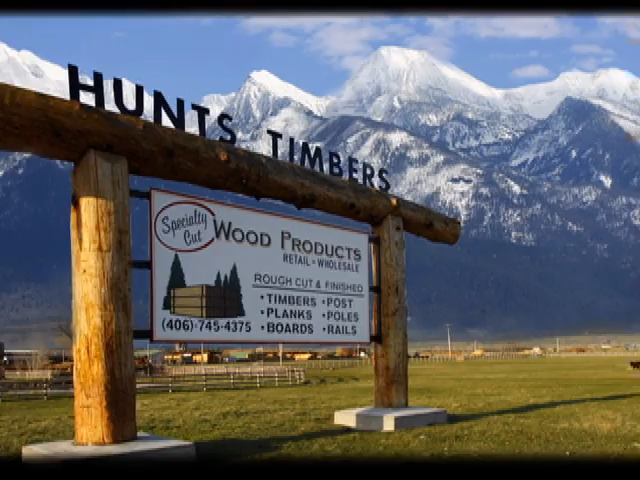 HUNTS TIMBERS
Specialty Cut
WOOD PRODUCTS
RETAIL - WHOLESALE
ROUGH CUT & FINISHED
• TIMBERS • POST
• PLANKS • POLES
• BOARDS • RAILS
(406)-745-4375